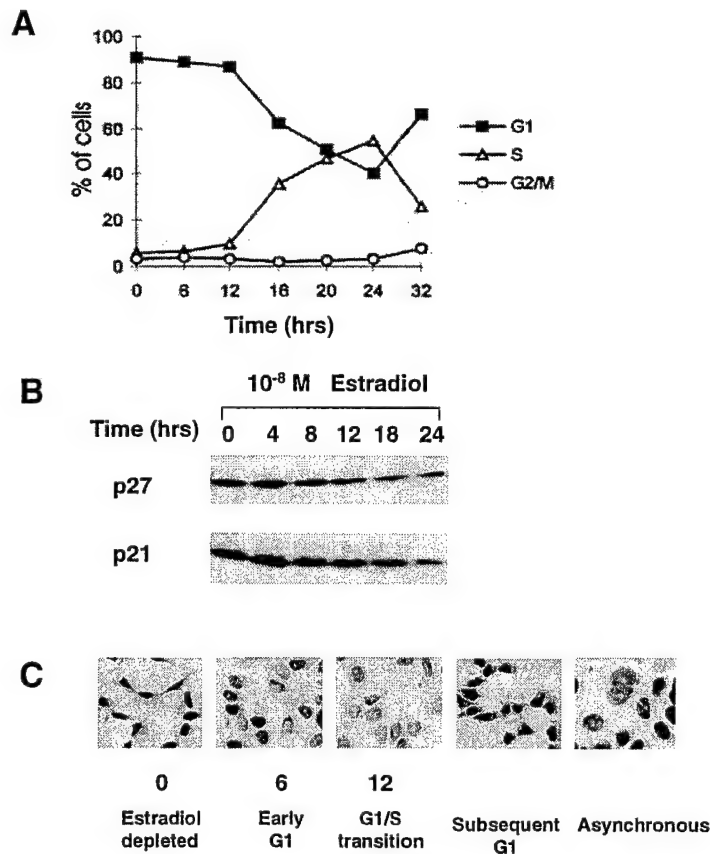 A
100
80
60
40
20
0
% of cells
0 6 12 16 20 24 32
Time (hrs)
G1
S
G2/M
B
10⁻⁸ M Estradiol
Time (hrs) 0 4 8 12 18 24
p27
p21
C
0 6 12
Estradiol depleted
Early G1
G1/S transition
Subsequent G1
Asynchronous